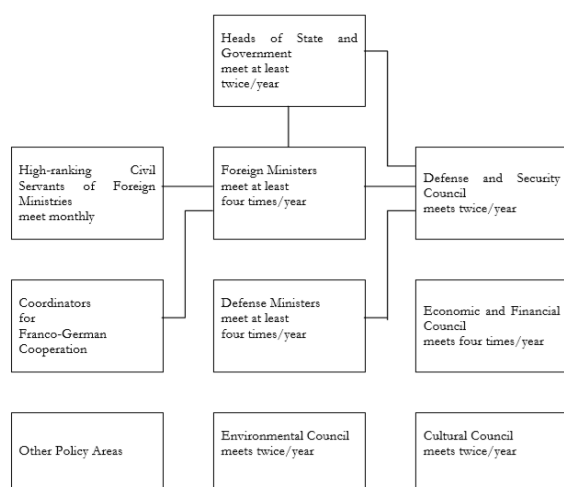 Heads of State and
Government
meet at least
twice/year
High-ranking Civil
Servants of Foreign
Ministries
meet monthly
Foreign Ministers
meet at least
four times/year
Defense and Security
Council
meets twice/year
Coordinators
for
Franco-German
Cooperation
Defense Ministers
meet at least
four times/year
Economic and Financial
Council
meets four times/year
Other Policy Areas
Environmental Council
meets twice/year
Cultural Council
meets twice/year